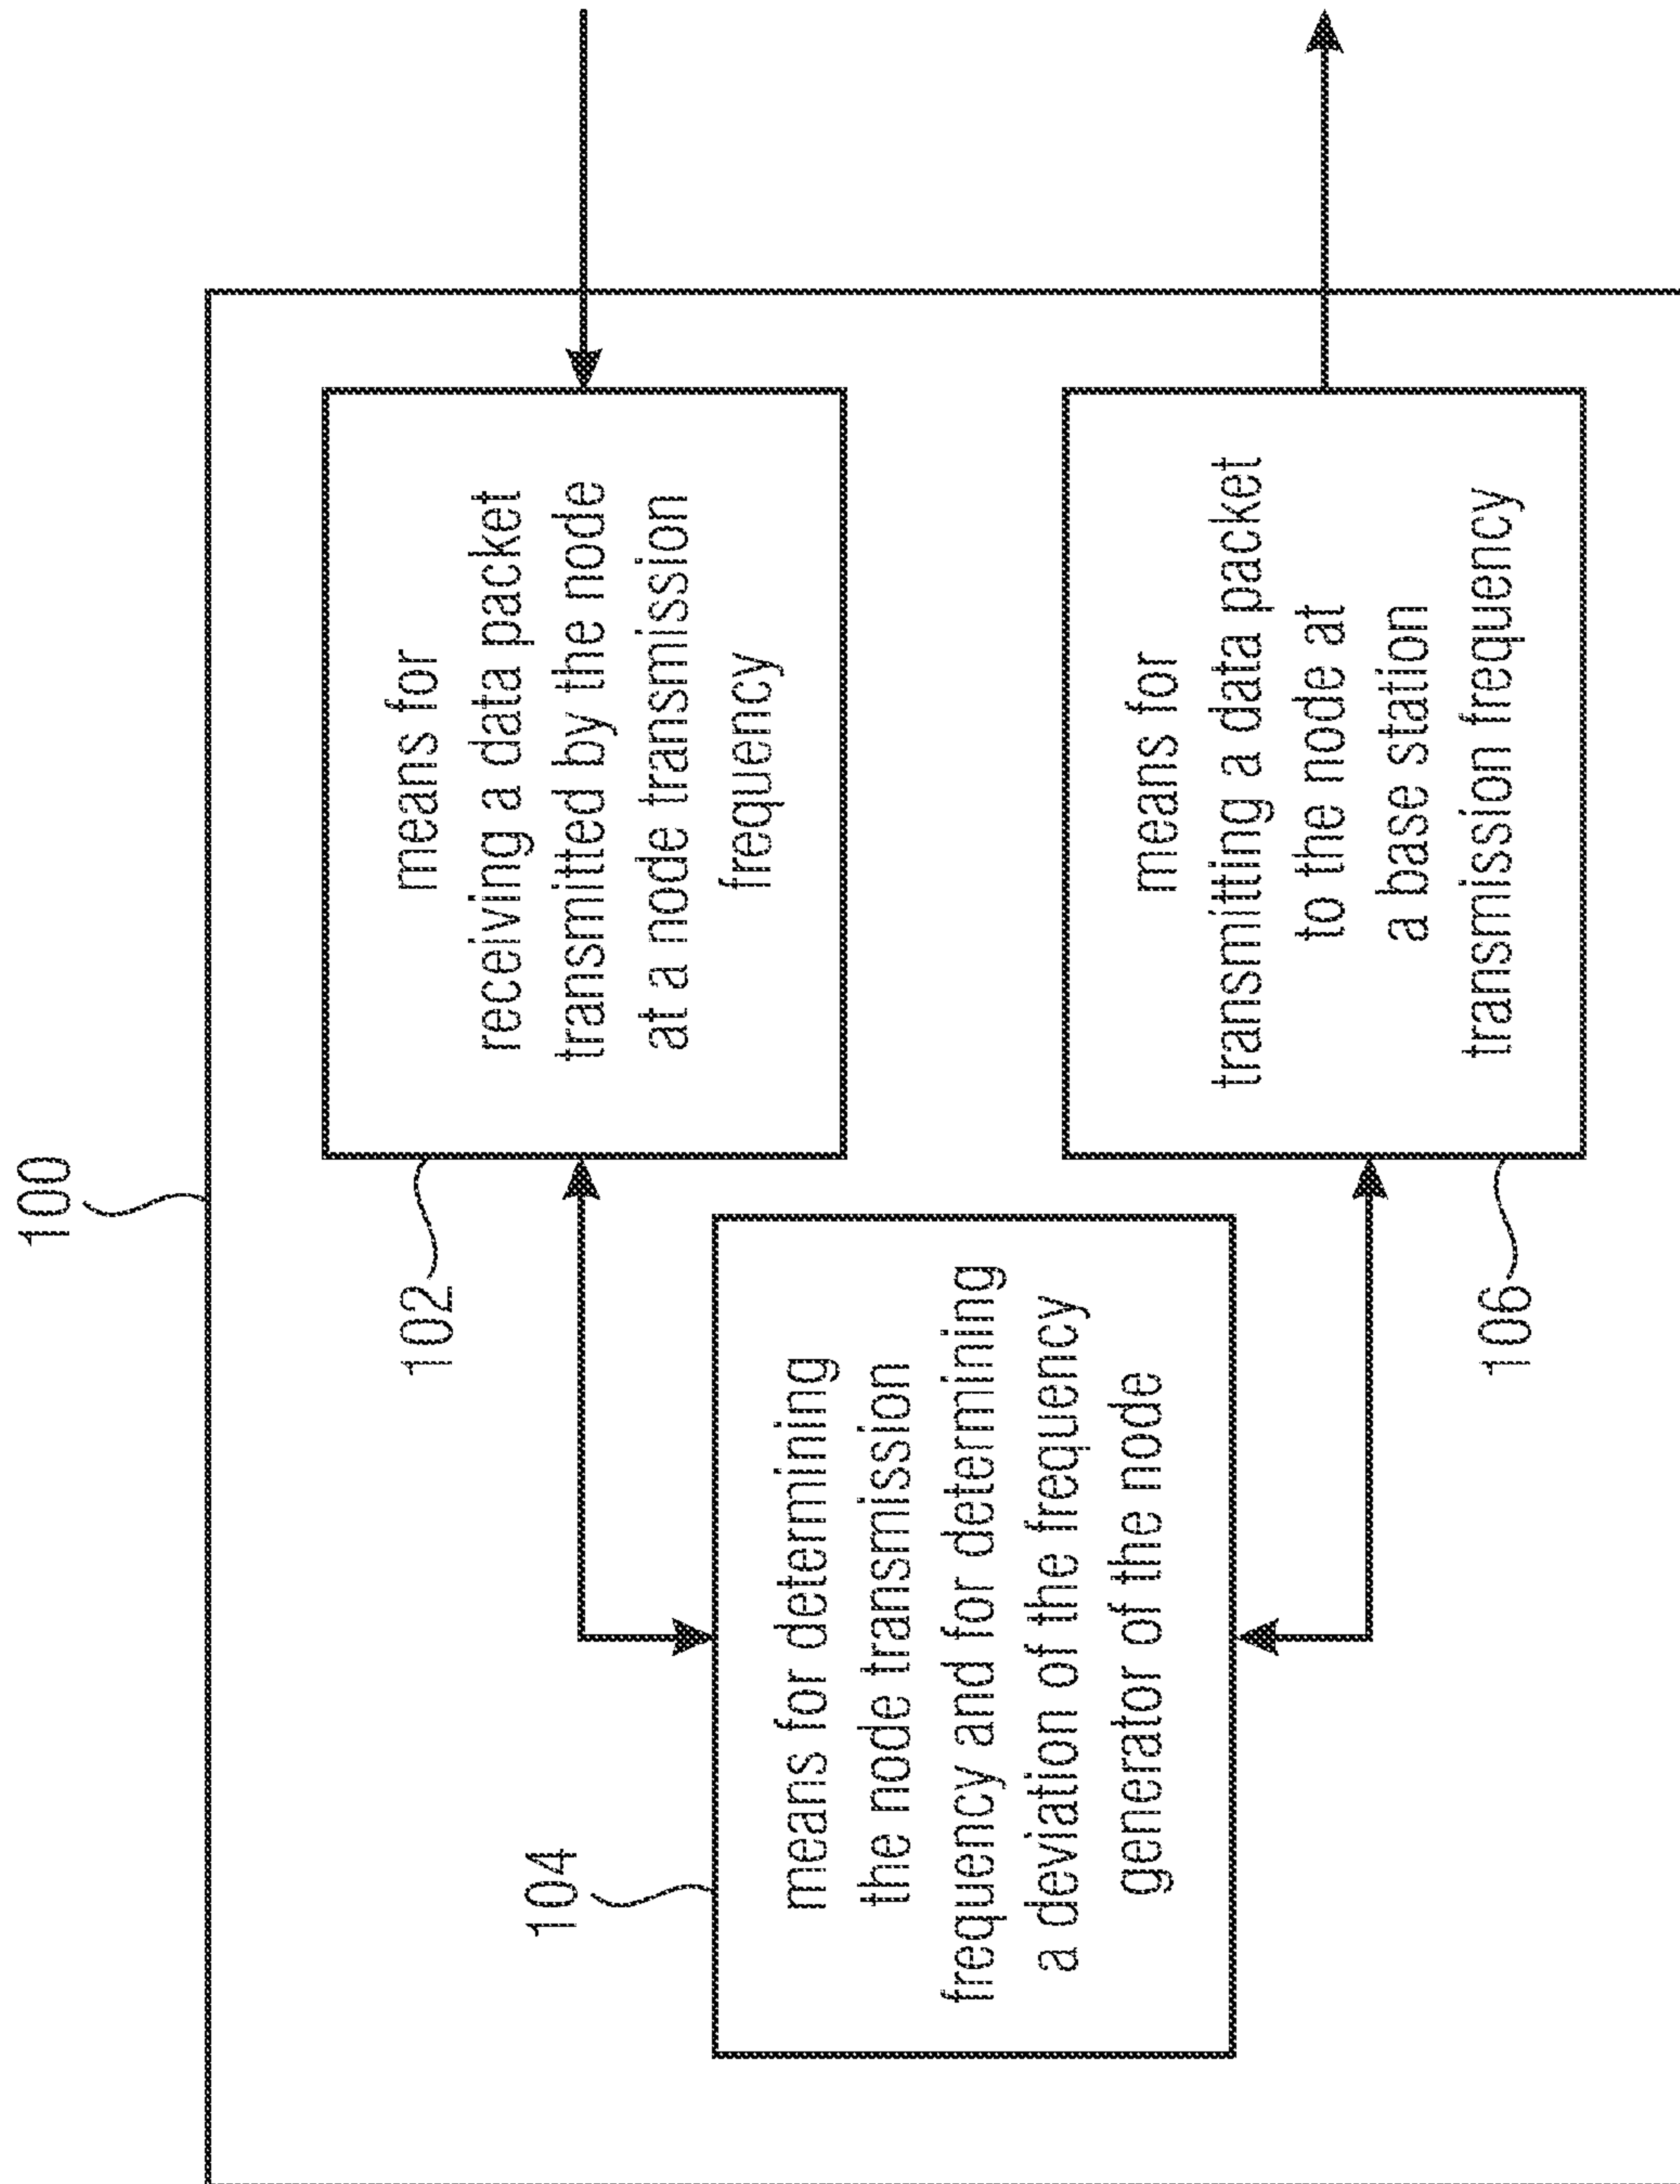 100
102
means for
receiving a data packet
transmitted by the node
at a node transmission
frequency
104
means for determining
the node transmission
frequency and for determining
a deviation of the frequency
generator of the node
106
means for
transmitting a data packet
to the node at
a base station
transmission frequency